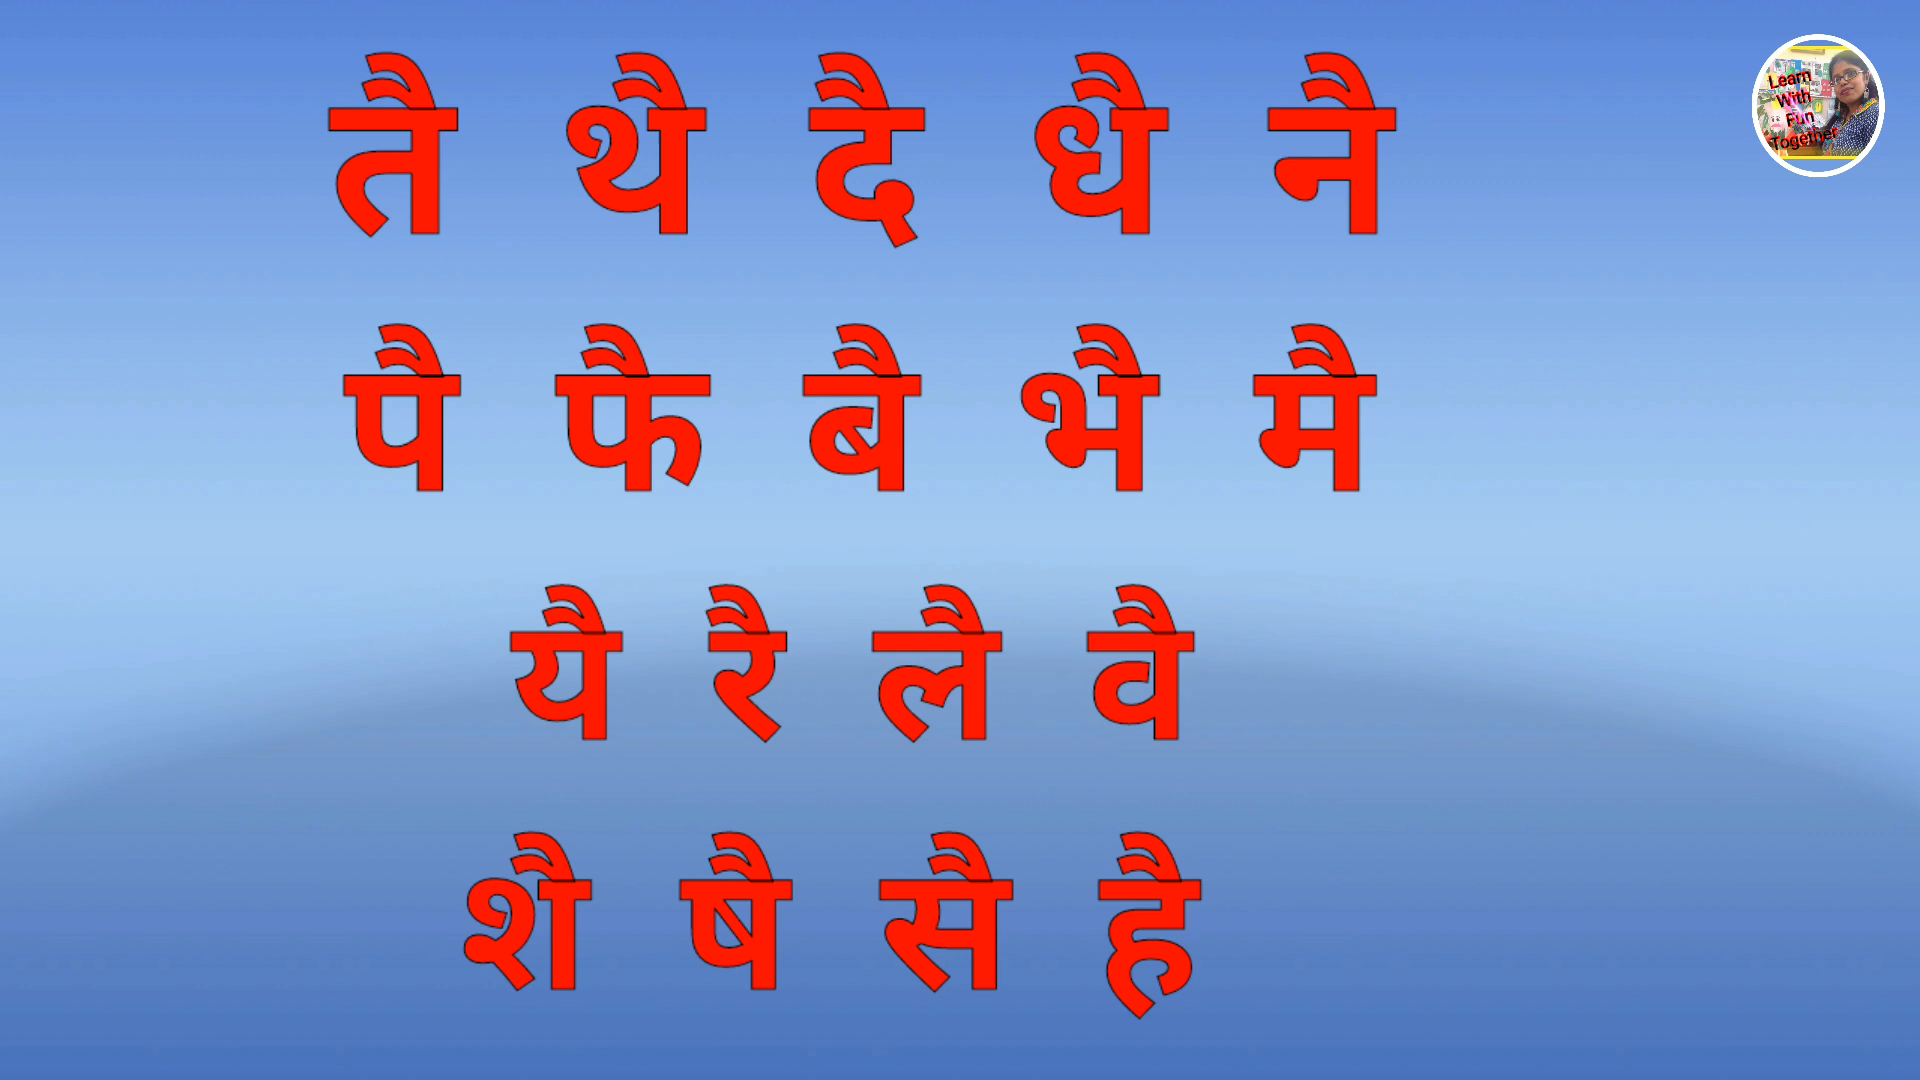 तै थै दै धै नै
पै फै बै भै मै
यै रै लै वै
शै षै सै है
Learn
With
Fun
Together